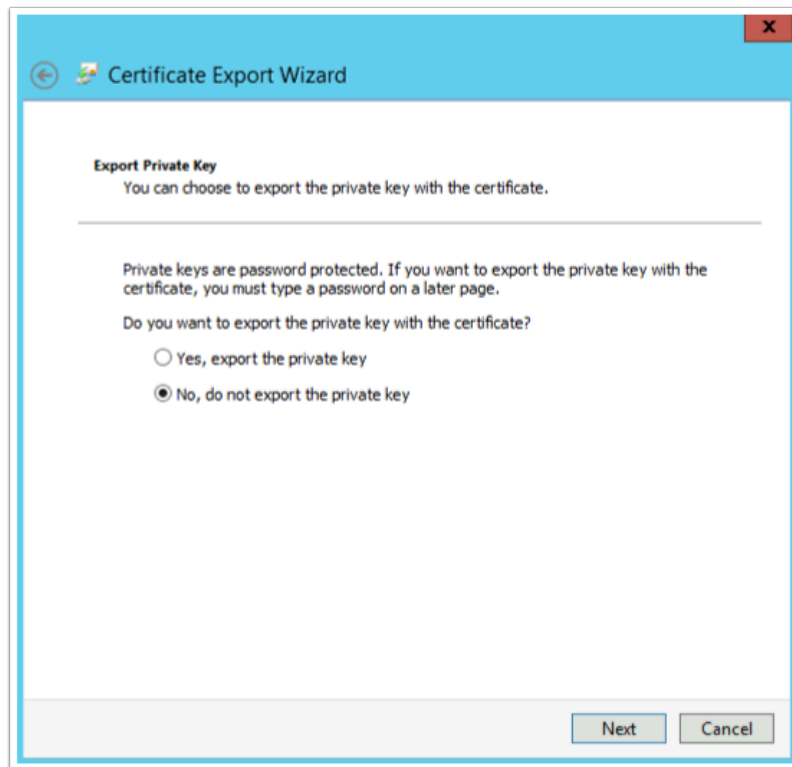 x
Certificate Export Wizard
Export Private Key
You can choose to export the private key with the certificate.
Private keys are password protected. If you want to export the private key with the
certificate, you must type a password on a later page.
Do you want to export the private key with the certificate?
Yes, export the private key
No, do not export the private key
Next Cancel